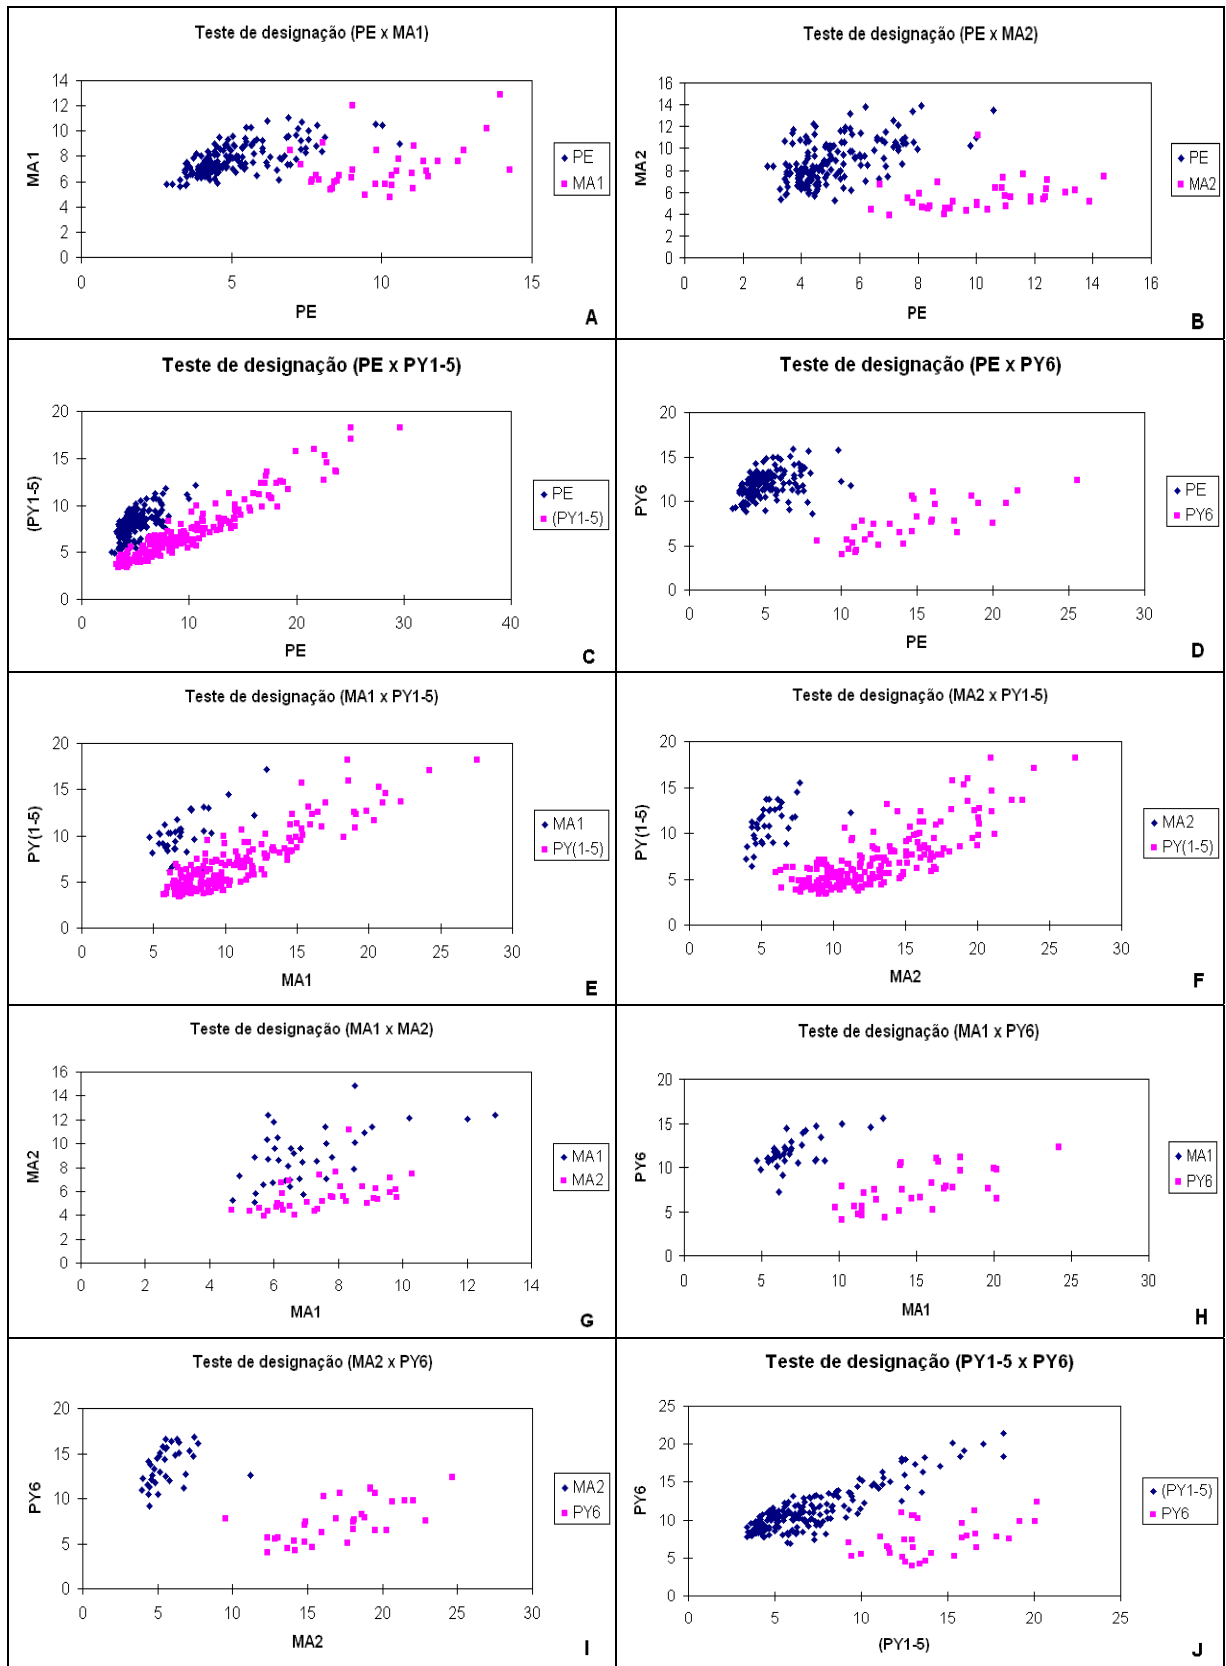 Teste de designação (PE x MA1)
14
12
10
8
6
4
2
0
MA1
0 5 10 15
PE
PE
MA1
A
Teste de designação (PE x MA2)
16
14
12
10
8
6
4
2
0
MA2
0 2 4 6 8 10 12 14 16
PE
PE
MA2
B
Teste de designação (PE x PY1-5)
20
15
10
5
0
(PY1-5)
0 10 20 30 40
PE
PE
(PY1-5)
C
Teste de designação (PE x PY6)
20
15
10
5
0
PY6
0 5 10 15 20 25 30
PE
PE
PY6
D
Teste de designação (MA1 x PY1-5)
20
15
10
5
0
PY(1-5)
0 5 10 15 20 25 30
MA1
MA1
PY(1-5)
E
Teste de designação (MA2 x PY1-5)
20
15
10
5
0
PY(1-5)
0 5 10 15 20 25 30
MA2
MA2
PY(1-5)
F
Teste de designação (MA1 x MA2)
16
14
12
10
8
6
4
2
0
MA2
0 2 4 6 8 10 12 14
MA1
MA1
MA2
G
Teste de designação (MA1 x PY6)
20
15
10
5
0
PY6
0 5 10 15 20 25 30
MA1
MA1
PY6
H
Teste de designação (MA2 x PY6)
20
15
10
5
0
PY6
0 5 10 15 20 25 30
MA2
MA2
PY6
I
Teste de designação (PY1-5 x PY6)
25
20
15
10
5
0
PY6
0 5 10 15 20 25
(PY1-5)
(PY1-5)
PY6
J